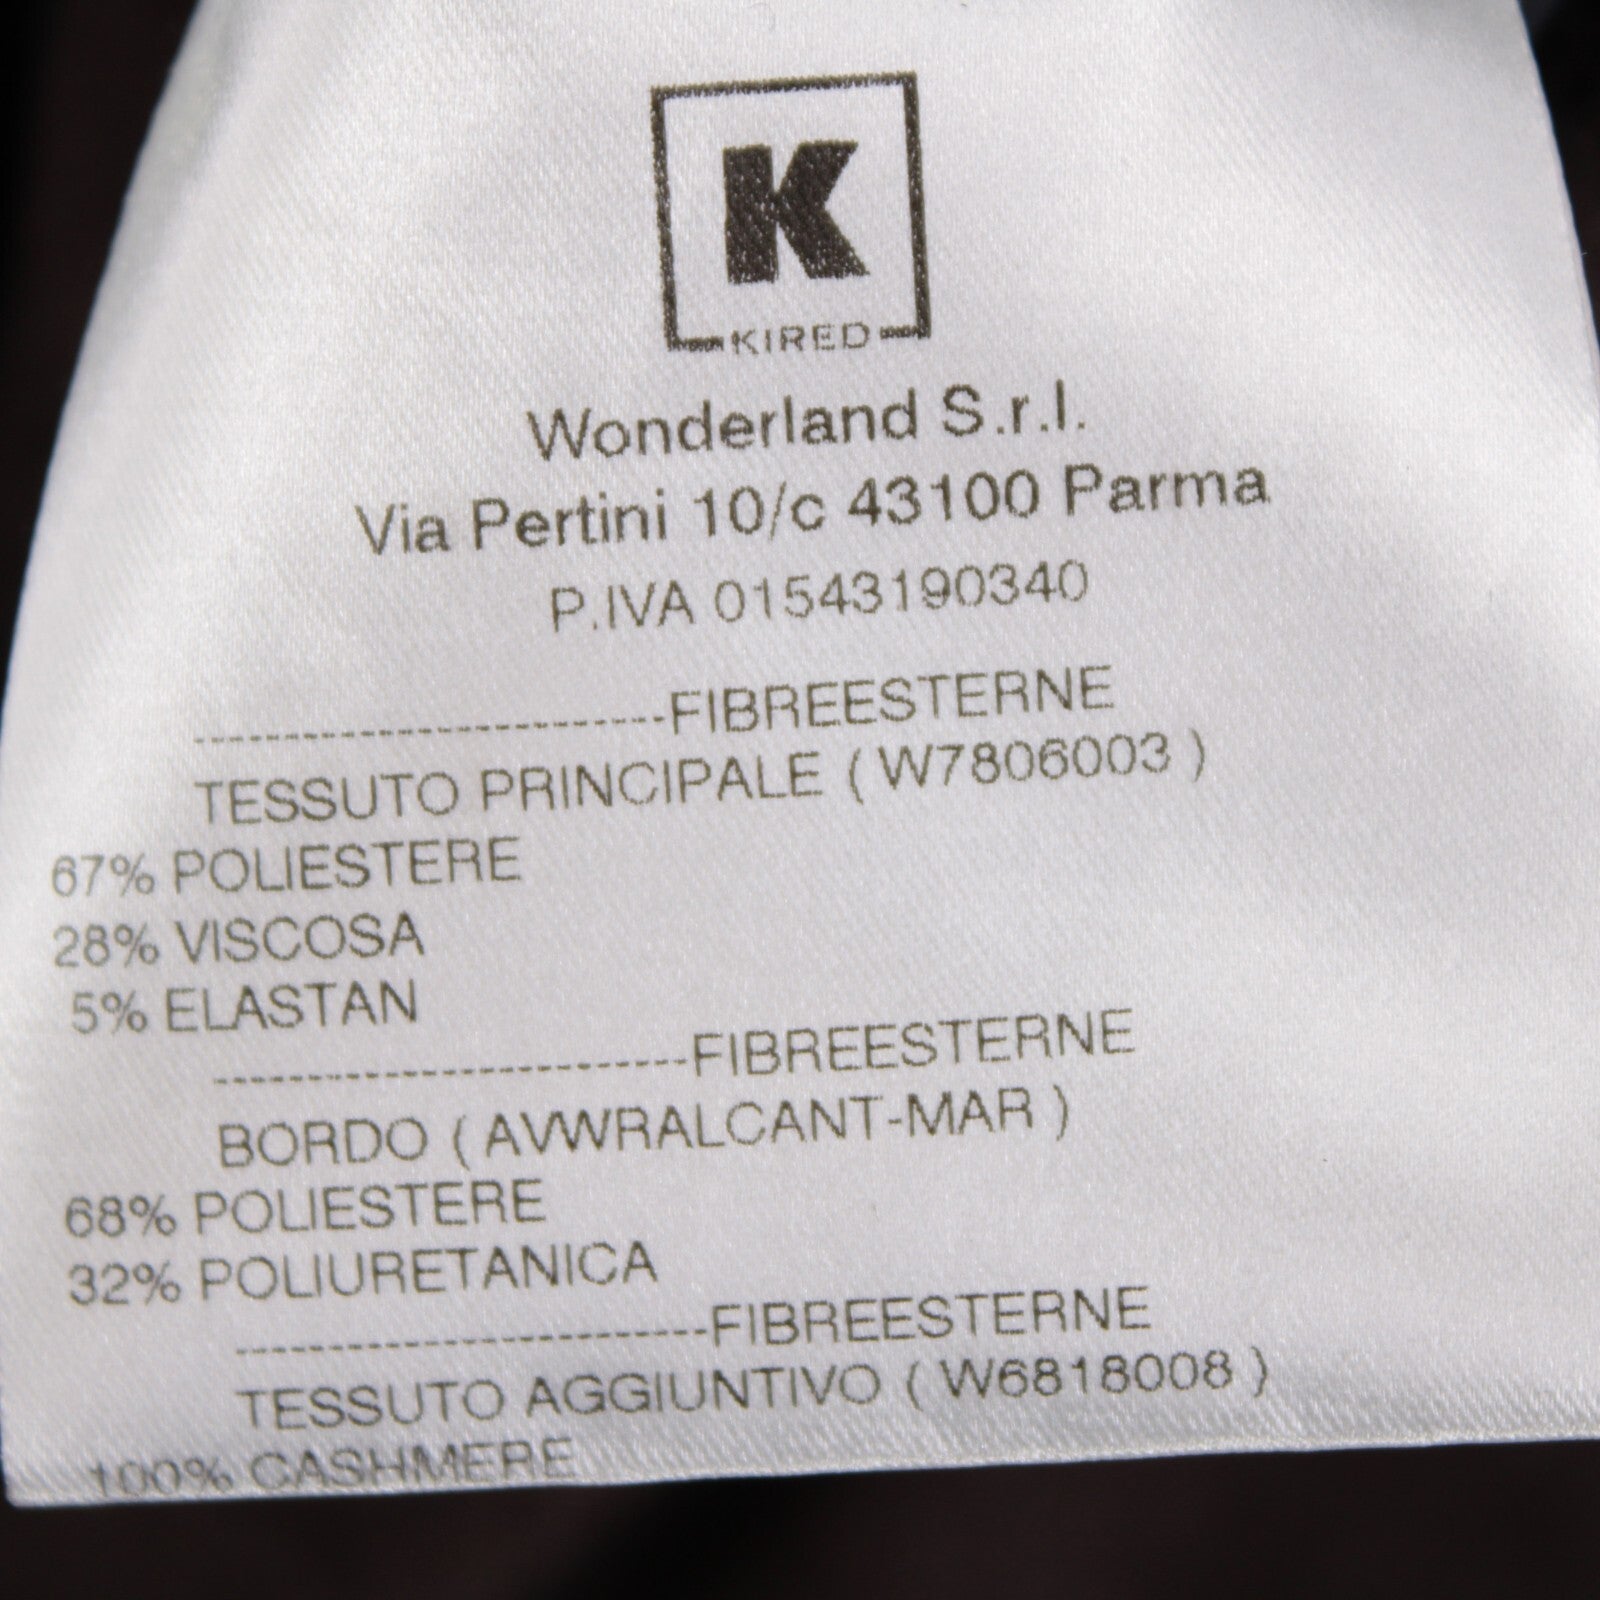 K
KIRED
Wonderland S.r.l.
Via Pertini 10/c 43100 Parma
P.IVA 01543190340
-------------------------FIBREESTERNE
TESSUTO PRINCIPALE ( W7806003 )
67% POLIESTERE
28% VISCOSA
5% ELASTAN
-------------------------FIBREESTERNE
BORDO ( AVWRALCANT-MAR )
68% POLIESTERE
32% POLIURETANICA
-------------------------FIBREESTERNE
TESSUTO AGGIUNTIVO ( W6818008 )
100% CASHMERE